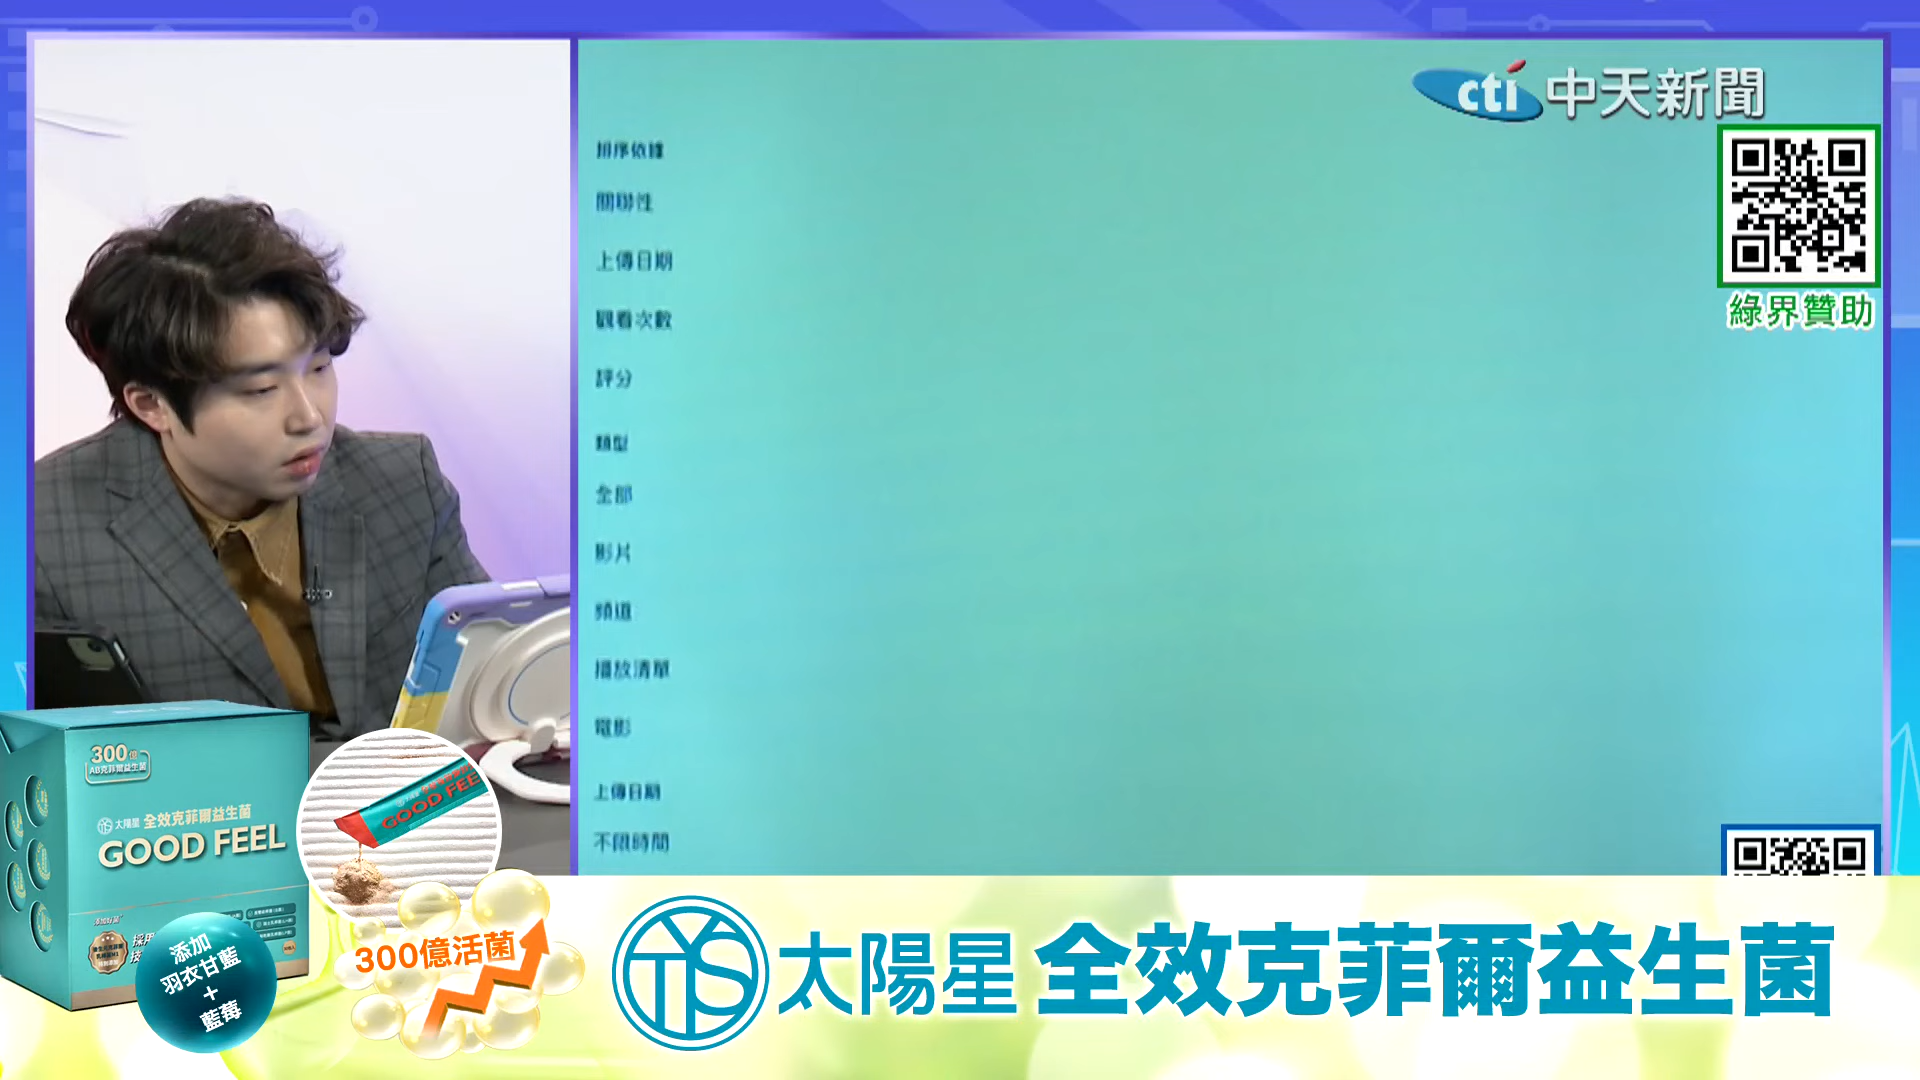 cti 中天新聞
綠界贊助
排序依據
關聯性
上傳日期
觀看次數
評分
類型
全部
影片
頻道
播放清單
電影
上傳日期
不限時間
300億
AB克菲爾益生菌
太陽星 全效克菲爾益生菌
GOOD FEEL
GOOD FEE
添加
羽衣甘藍
+
藍莓
300億活菌
TYS 太陽星 全效克菲爾益生菌